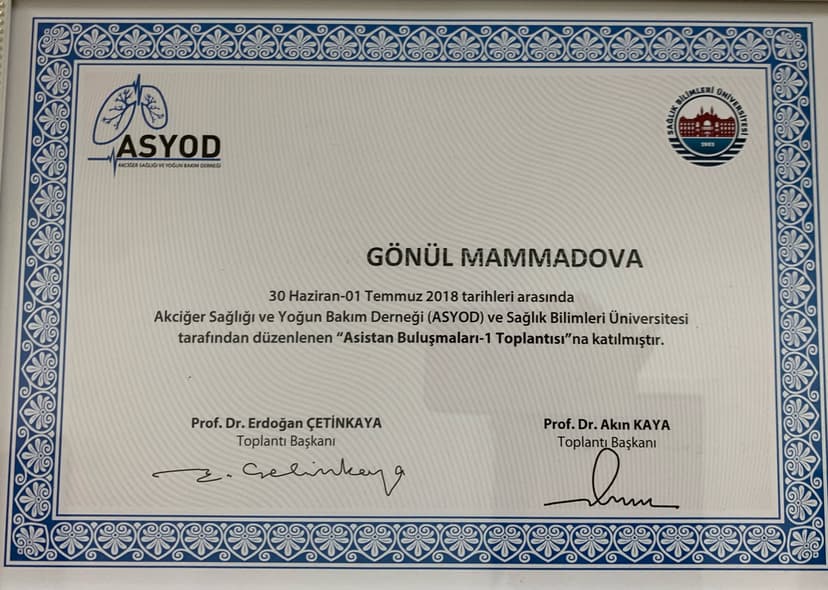 ASYOD
AKCİĞER SAĞLIĞI VE YOĞUN BAKIM DERNEĞİ
SAĞLIK BİLİMLERİ ÜNİVERSİTESİ
GÖNÜL MAMMADOVA
30 Haziran-01 Temmuz 2018 tarihleri arasında
Akciğer Sağlığı ve Yoğun Bakım Derneği (ASYOD) ve Sağlık Bilimleri Üniversitesi
tarafından düzenlenen “Asistan Buluşmaları-1 Toplantısı”na katılmıştır.
Prof. Dr. Erdoğan ÇETİNKAYA
Toplantı Başkanı
E. Çetinkaya
Prof. Dr. Akın KAYA
Toplantı Başkanı